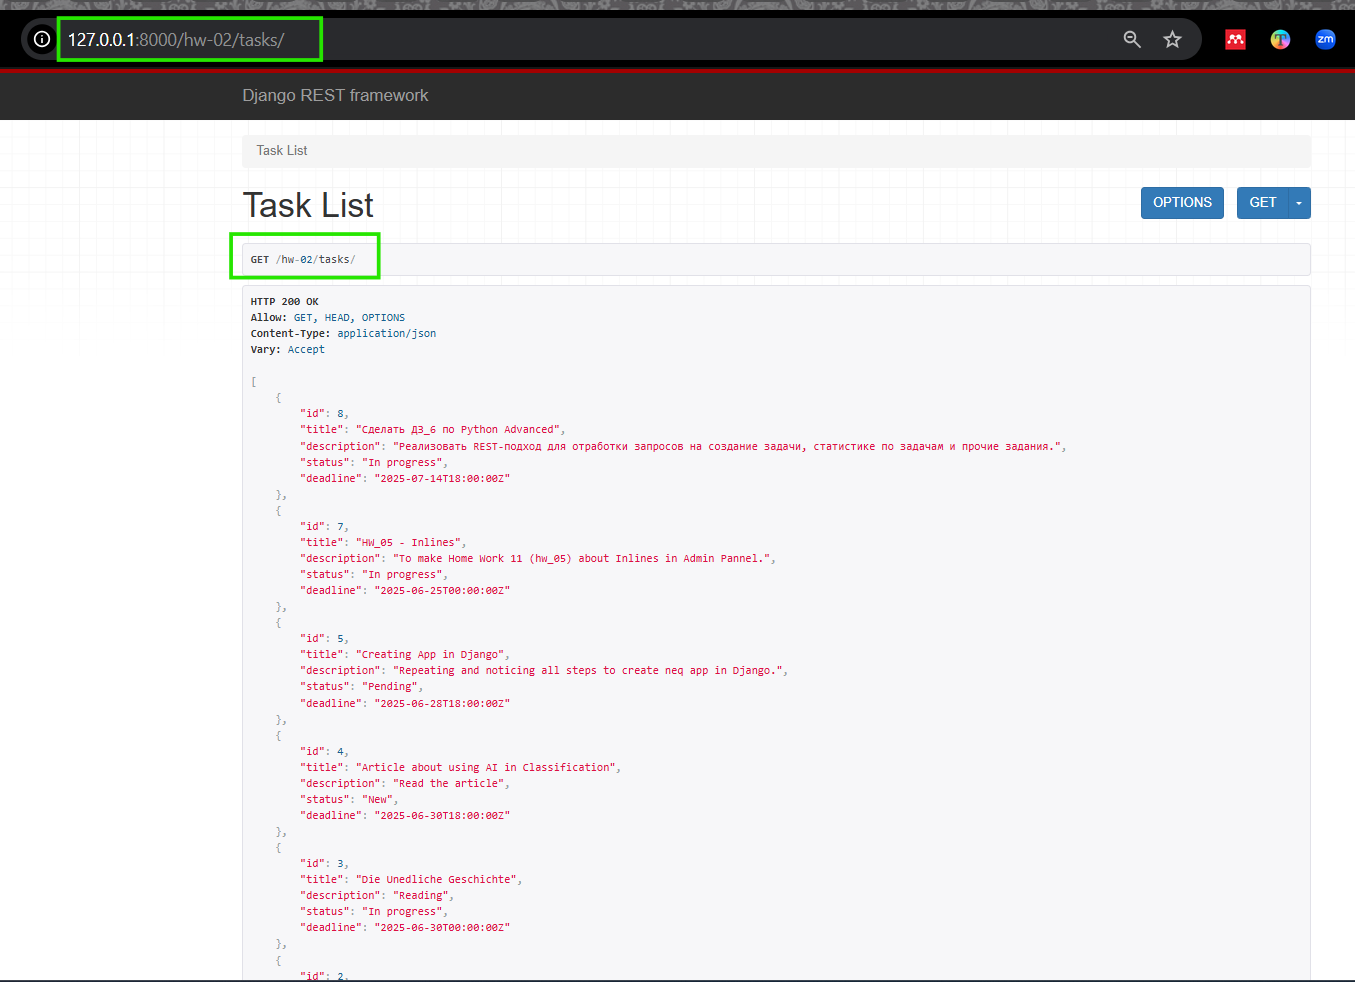 127.0.0.1:8000/hw-02/tasks/
zm
Django REST framework
Task List
Task List
OPTIONS
GET
GET /hw-02/tasks/
HTTP 200 OK
Allow: GET, HEAD, OPTIONS
Content-Type: application/json
Vary: Accept
[
{
"id": 8,
"title": "Сделать ДЗ_6 по Python Advanced",
"description": "Реализовать REST-подход для отработки запросов на создание задачи, статистике по задачам и прочие задания.",
"status": "In progress",
"deadline": "2025-07-14T18:00:00Z"
},
{
"id": 7,
"title": "HW_05 - Inlines",
"description": "To make Home Work 11 (hw_05) about Inlines in Admin Pannel.",
"status": "In progress",
"deadline": "2025-06-25T00:00:00Z"
},
{
"id": 5,
"title": "Creating App in Django",
"description": "Repeating and noticing all steps to create neq app in Django.",
"status": "Pending",
"deadline": "2025-06-28T18:00:00Z"
},
{
"id": 4,
"title": "Article about using AI in Classification",
"description": "Read the article",
"status": "New",
"deadline": "2025-06-30T18:00:00Z"
},
{
"id": 3,
"title": "Die Unedliche Geschichte",
"description": "Reading",
"status": "In progress",
"deadline": "2025-06-30T00:00:00Z"
},
{
"id": 2,